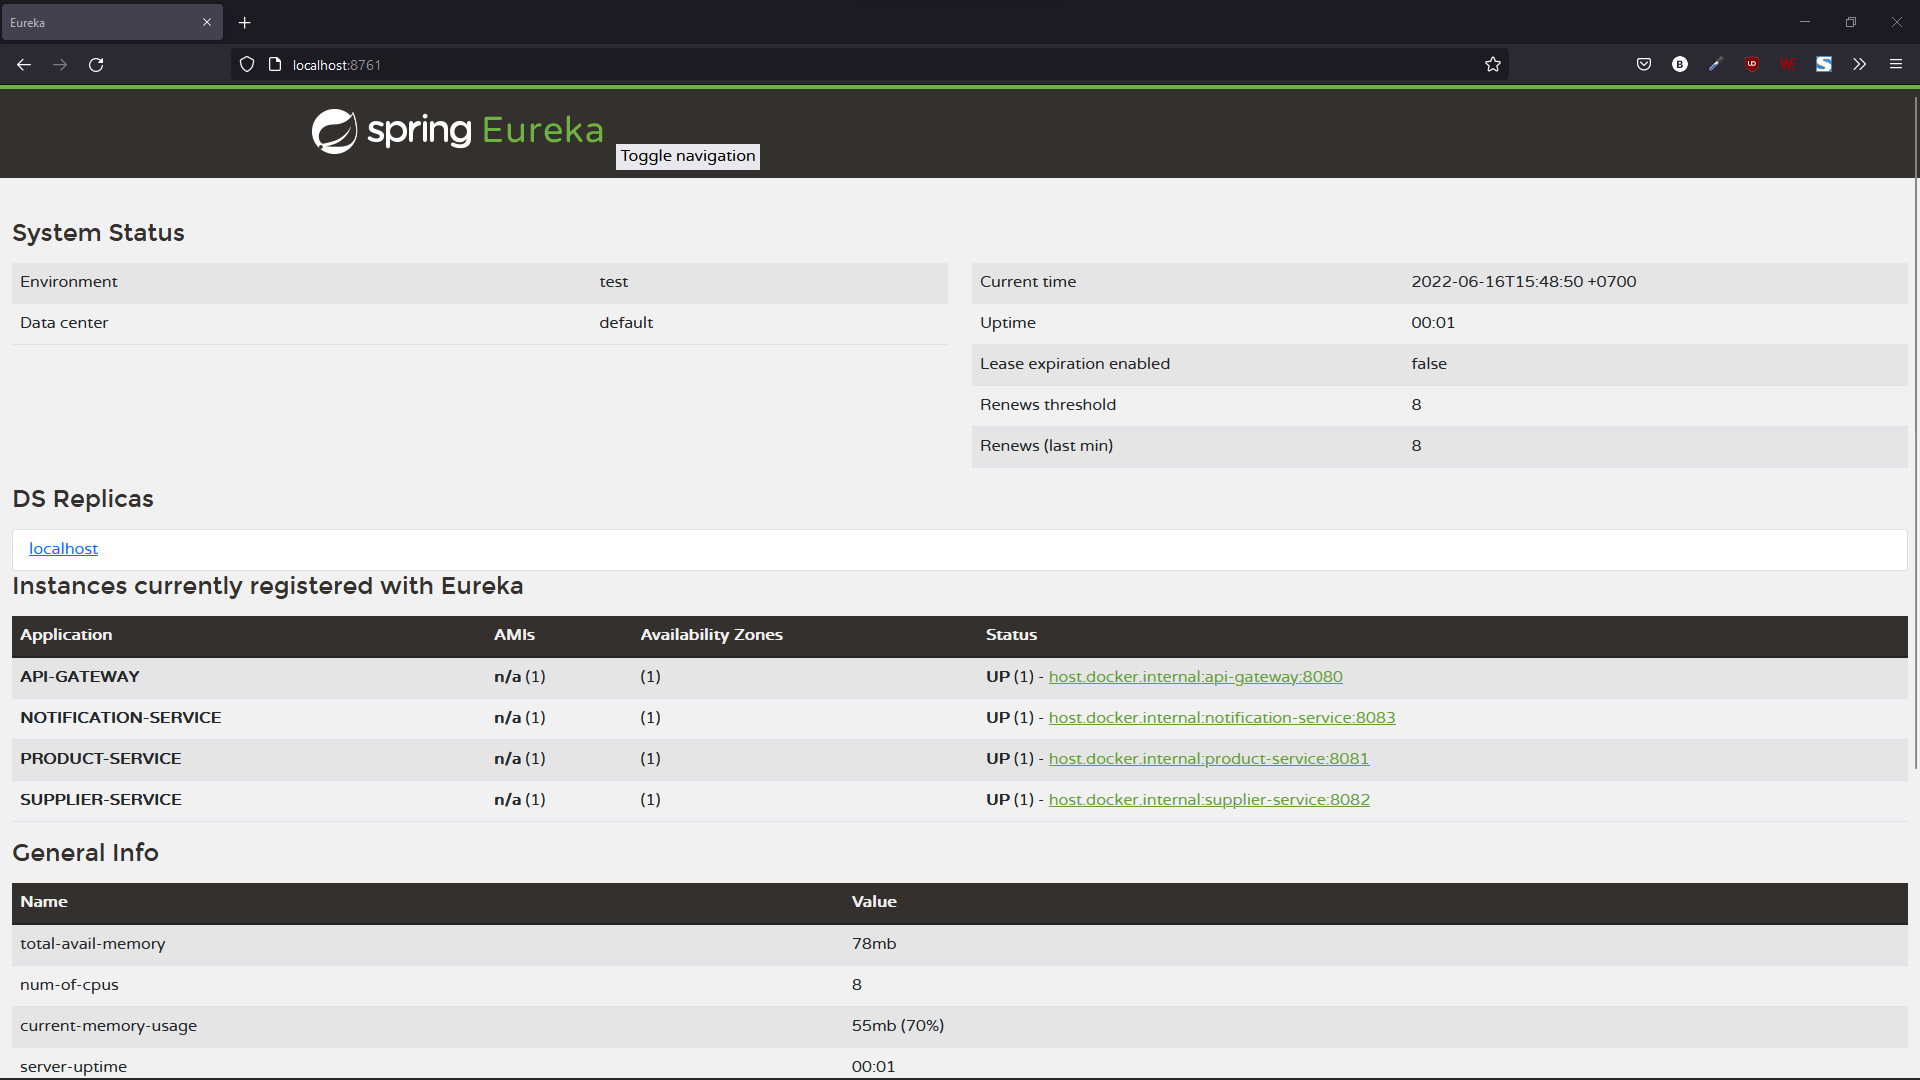 Eureka
localhost:8761
spring Eureka
Toggle navigation
System Status
Environment test
Data center default
Current time 2022-06-16T15:48:50 +0700
Uptime 00:01
Lease expiration enabled false
Renews threshold 8
Renews (last min) 8
DS Replicas
localhost
Instances currently registered with Eureka
Application AMIs Availability Zones Status
API-GATEWAY n/a (1) (1) UP (1) - host.docker.internal:api-gateway:8080
NOTIFICATION-SERVICE n/a (1) (1) UP (1) - host.docker.internal:notification-service:8083
PRODUCT-SERVICE n/a (1) (1) UP (1) - host.docker.internal:product-service:8081
SUPPLIER-SERVICE n/a (1) (1) UP (1) - host.docker.internal:supplier-service:8082
General Info
Name Value
total-avail-memory 78mb
num-of-cpus 8
current-memory-usage 55mb (70%)
server-uptime 00:01